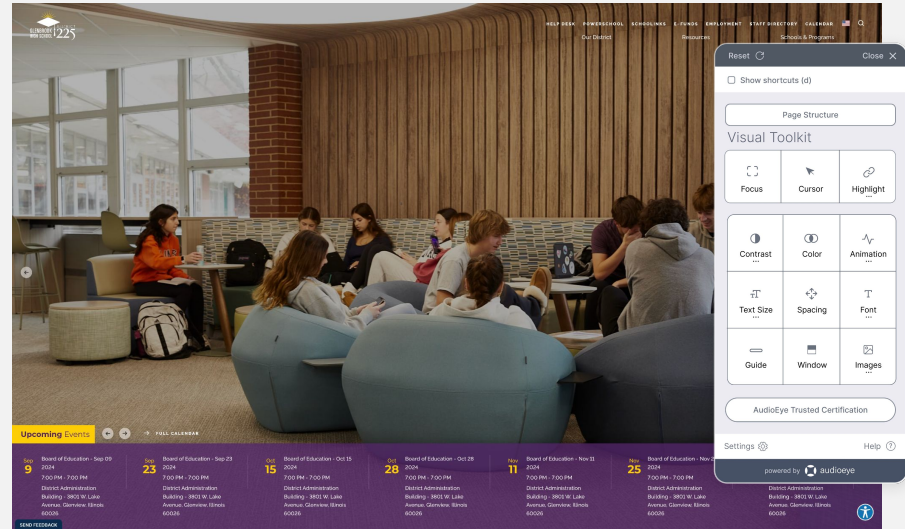 GLENBROOK
HIGH SCHOOL
225
HELP DESK POWERSCHOOL SCHOOLINKS E. FUNDS EMPLOYMENT STAFF DIRECTORY CALENDAR
Our District Resources Schools & Programs
Reset Close
Show shortcuts (d)
Page Structure
Visual Toolkit
Focus Cursor Highlight
Contrast Color Animation
Text Size Spacing Font
Guide Window Images
AudioEye Trusted Certification
Settings Help
powered by audioeye
Upcoming Events FULL CALENDAR
Sep
9
Board of Education - Sep 09
2024
7:00 PM - 7:00 PM
District Administration
Building - 3801 W. Lake
Avenue, Glenview, Illinois
60026
Sep
23
Board of Education - Sep 23
2024
7:00 PM - 7:00 PM
District Administration
Building - 3801 W. Lake
Avenue, Glenview, Illinois
60026
Oct
15
Board of Education - Oct 15
2024
7:00 PM - 7:00 PM
District Administration
Building - 3801 W. Lake
Avenue, Glenview, Illinois
60026
Oct
28
Board of Education - Oct 28
2024
7:00 PM - 7:00 PM
District Administration
Building - 3801 W. Lake
Avenue, Glenview, Illinois
60026
Nov
11
Board of Education - Nov 11
2024
7:00 PM - 7:00 PM
District Administration
Building - 3801 W. Lake
Avenue, Glenview, Illinois
60026
Nov
25
Board of Education - Nov 2
2024
7:00 PM - 7:00 PM
District Administration
Building - 3801 W. Lake
Avenue, Glenview, Illinois
60026
District Administration
Building - 3801 W. Lake
Avenue, Glenview, Illinois
60026
SEND FEEDBACK